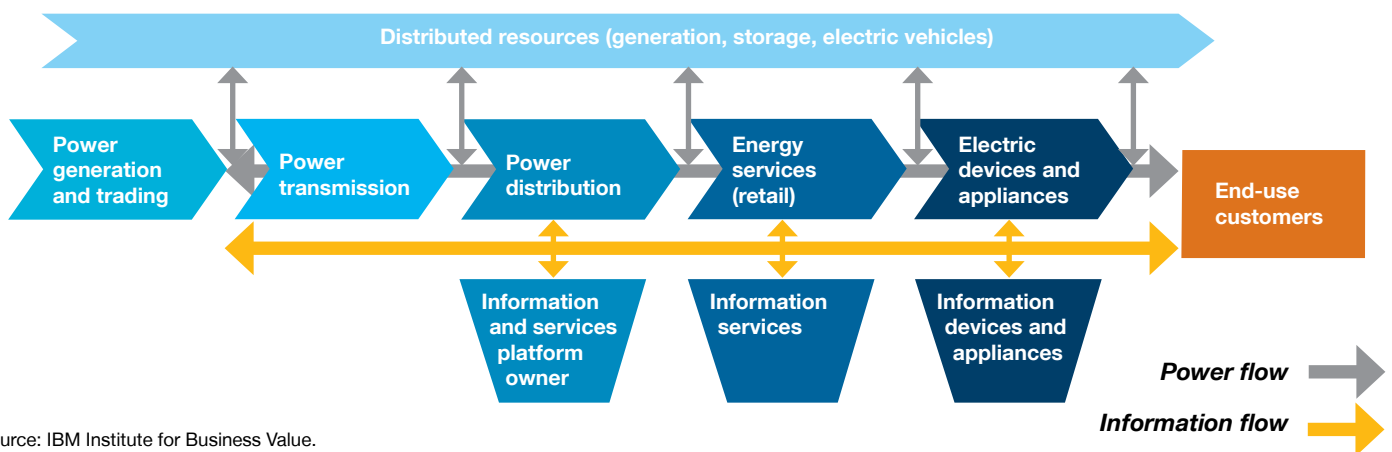 Distributed resources (generation, storage, electric vehicles)
Power
generation
and trading
Power
transmission
Power
distribution
Energy
services
(retail)
Electric
devices and
appliances
End-use
customers
Information
and services
platform
owner
Information
services
Information
devices and
appliances
Power flow
Information flow
urce: IBM Institute for Business Value.